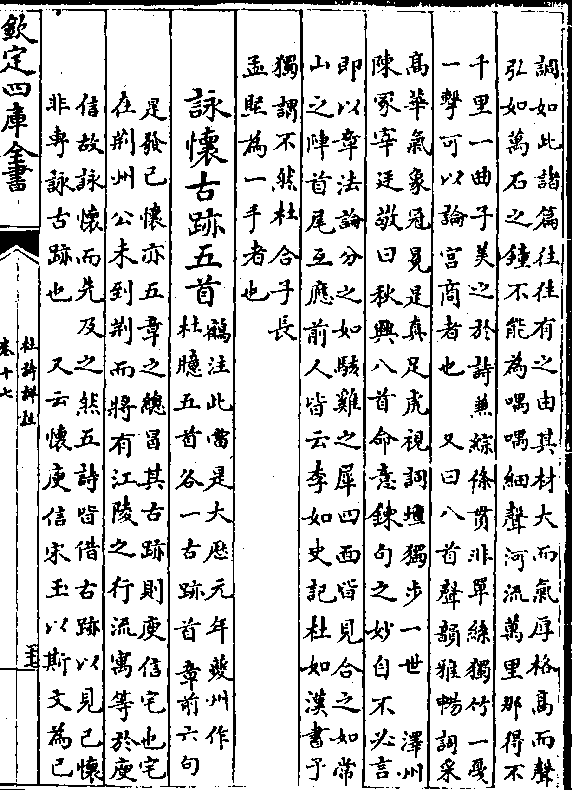 調如此諸篇往往有之由其材大而氣厚格高而聲
弘如萬石之鐘不能為喁喁細聲河流萬里那得不
千里一曲子美之於詩兼綜條貫非單絲獨竹一戞
一擊可以論宮商者也　又曰八首聲韻雅暢詞采
高華氣象冠冕是真足虎視詞壇獨步一世　澤州
陳冡宰廷敬曰秋興八首命意鍊句之妙自不必言
即以章法論分之如駭雞之犀四面皆見合之如常
山之陣首尾互應前人皆云李如史記杜如漢書予
獨謂不然杜合子長
孟堅為一手者也
詠懷古跡五首
鶴注此當是大歴元年夔州作
杜臆五首各一古跡首章前六句
是發己懷亦五章之總冒其古跡則庾信宅也宅
在荆州公未到荆而將有江陵之行流寓等於庾
信故詠懷而先及之然五詩皆借古跡以見己懷
非專詠古跡也　又云懷庾信宋玉以斯文為己
欽定四庫全書
杜詩詳註
卷十七